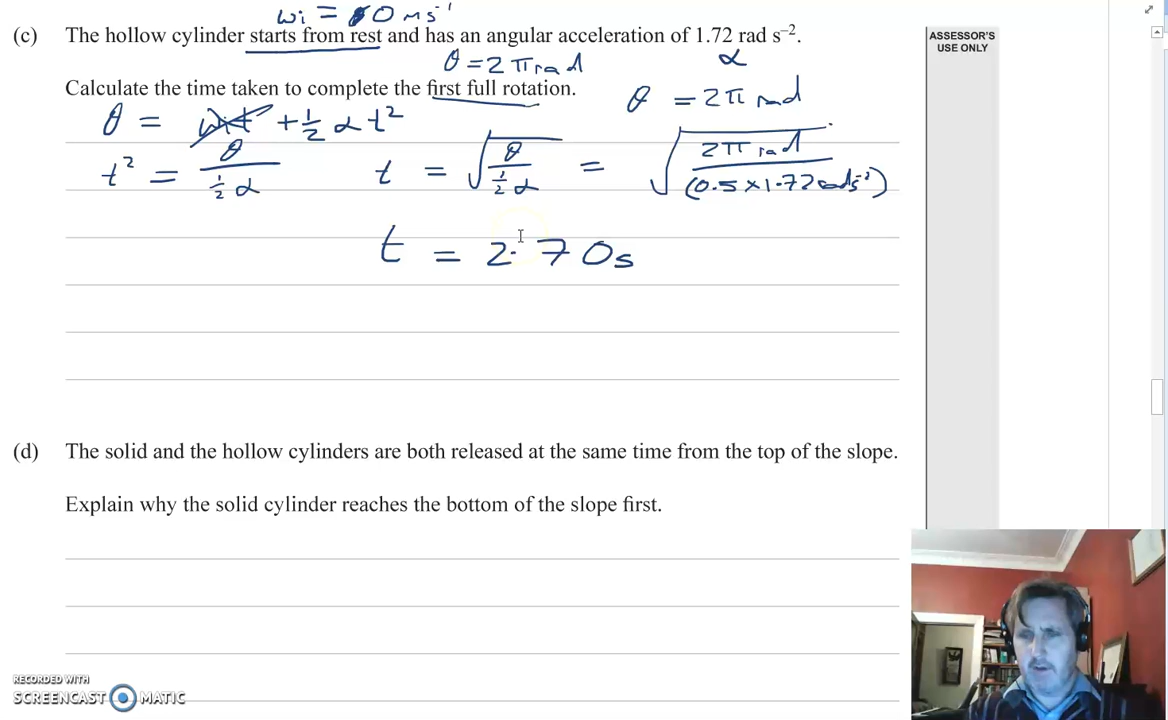 ωi = 0 ms⁻¹
(c) The hollow cylinder starts from rest and has an angular acceleration of 1.72 rad s⁻².
ASSESSOR'S
USE ONLY
θ = 2π rad
α
Calculate the time taken to complete the first full rotation.
θ = 2π rad
θ = ωit + 1/2 α t²
t² = θ / (1/2 α)
t = √(θ / (1/2 α)) = √(2π rad / (0.5 × 1.72 rads⁻²))
t = 2.70s
(d) The solid and the hollow cylinders are both released at the same time from the top of the slope.
Explain why the solid cylinder reaches the bottom of the slope first.
RECORDED WITH
SCREENCAST MATIC